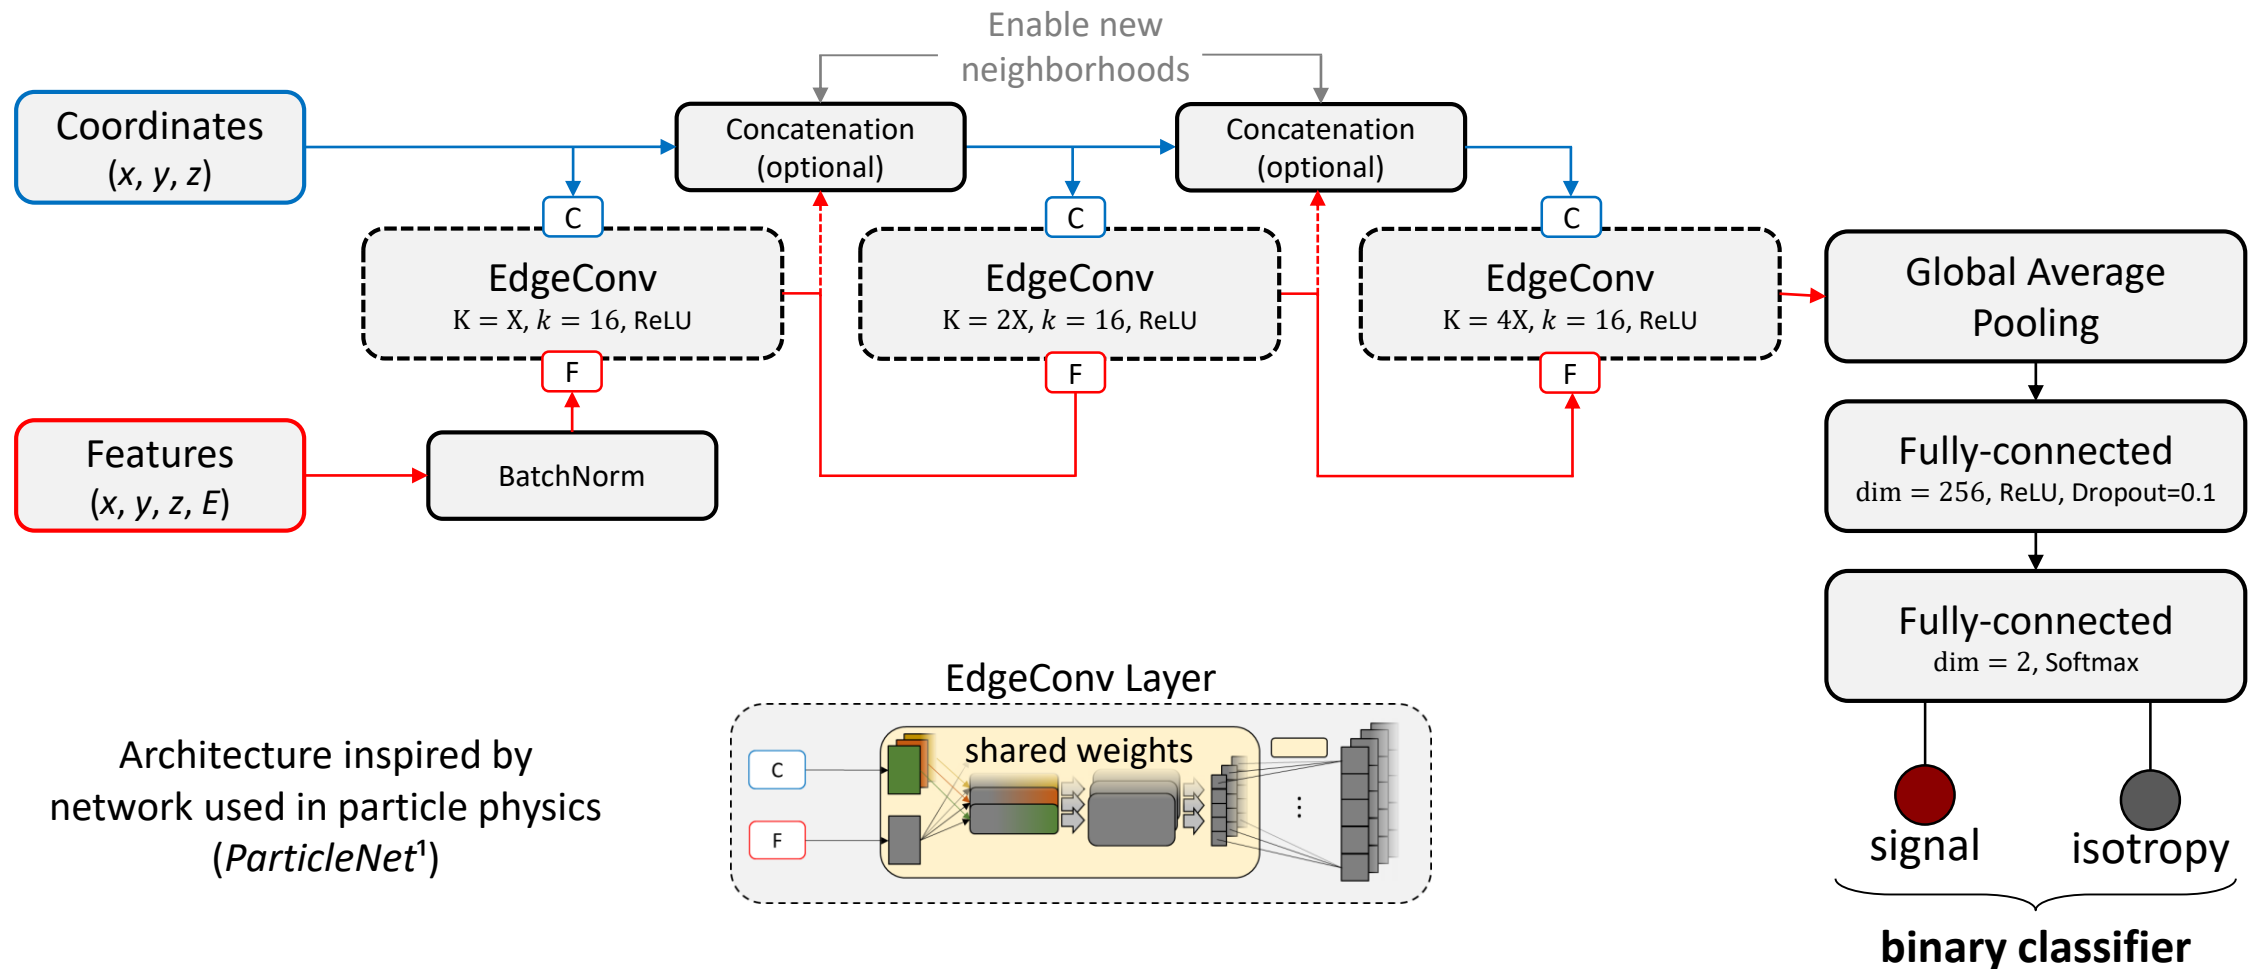 Enable new
neighborhoods
Coordinates
(x, y, z)
Concatenation
(optional)
Concatenation
(optional)
C
C
C
EdgeConv
K = X, k = 16, ReLU
EdgeConv
K = 2X, k = 16, ReLU
EdgeConv
K = 4X, k = 16, ReLU
Global Average
Pooling
F
F
F
Features
(x, y, z, E)
BatchNorm
Fully-connected
dim = 256, ReLU, Dropout=0.1
Fully-connected
dim = 2, Softmax
EdgeConv Layer
shared weights
C
F
...
Architecture inspired by
network used in particle physics
(ParticleNet¹)
signal
isotropy
binary classifier